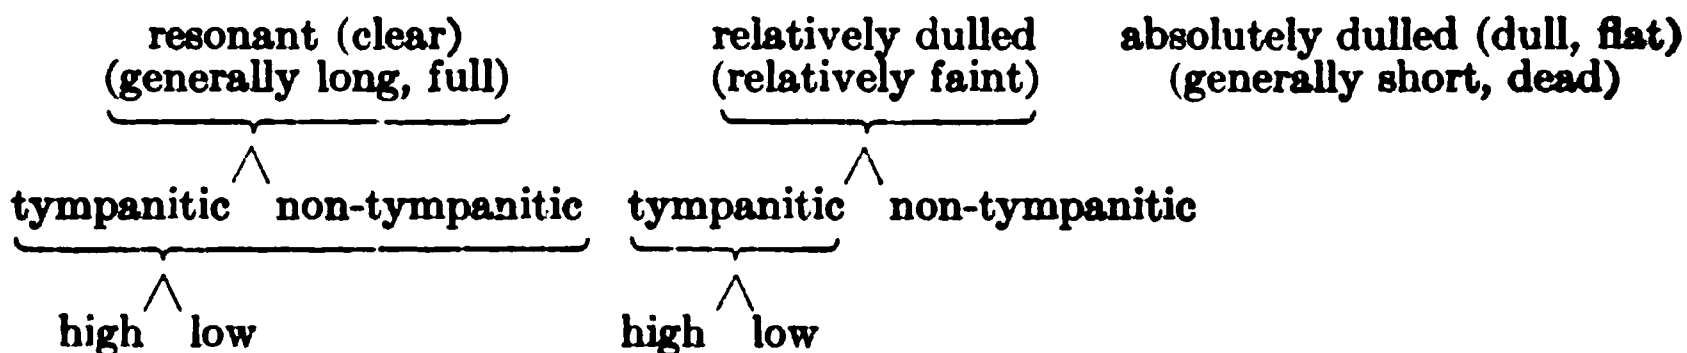 resonant (clear) relatively dulled absolutely dulled (dull, flat)
(generally long, full) (relatively faint) (generally short, dead)
tympanitic non-tympanitic tympanitic non-tympanitic
high low high low